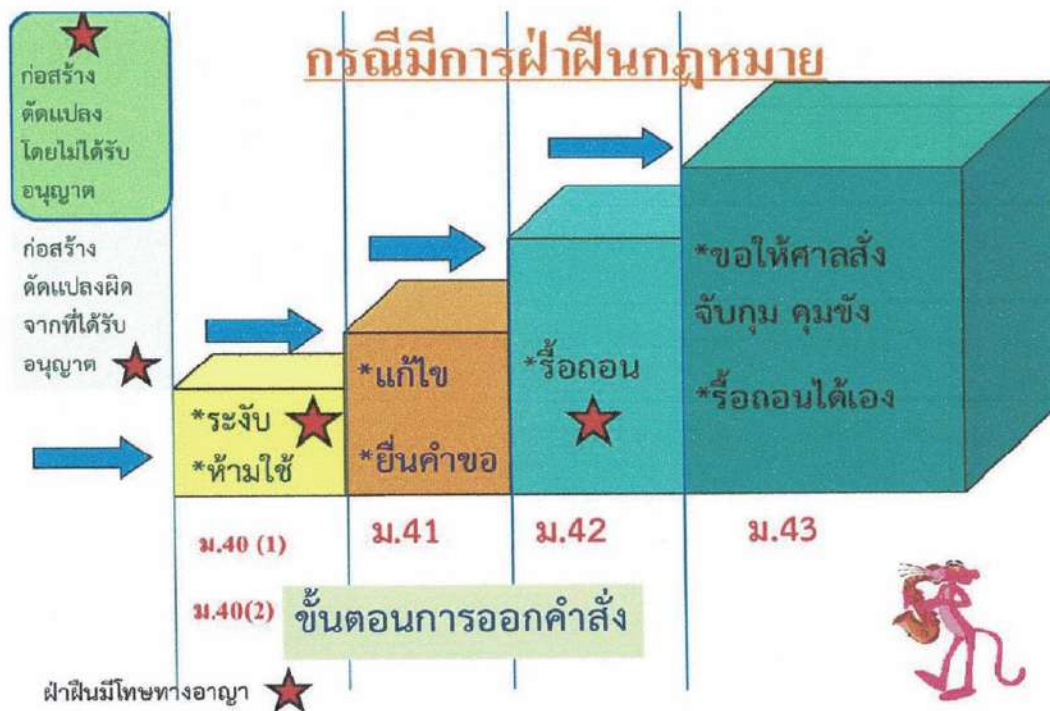 กรณีมีการฝ่าฝืนกฎหมาย
ก่อสร้าง
ดัดแปลง
โดยไม่ได้รับ
อนุญาต
ก่อสร้าง
ดัดแปลงผิด
จากที่ได้รับ
อนุญาต
*ระงับ
*ห้ามใช้
*แก้ไข
*ยื่นคำขอ
*รื้อถอน
*ขอให้ศาลสั่ง
จับกุม คุมขัง
*รื้อถอนได้เอง
ม.40 (1)
ม.40(2)
ม.41
ม.42
ม.43
ขั้นตอนการออกคำสั่ง
ฝ่าฝืนมีโทษทางอาญา